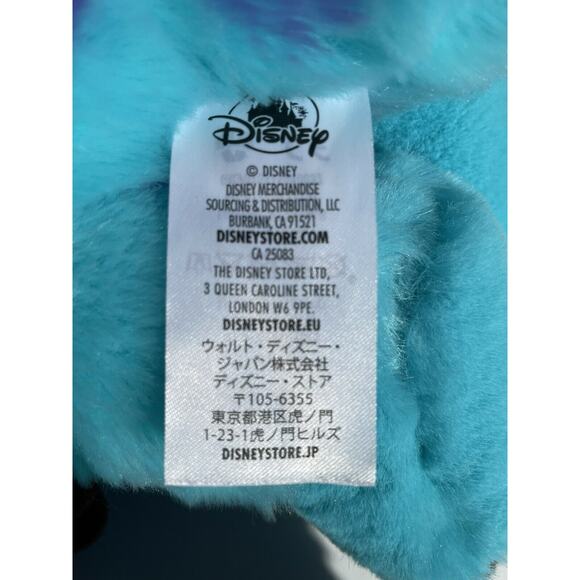 Disney
© DISNEY
DISNEY MERCHANDISE
SOURCING & DISTRIBUTION, LLC
BURBANK, CA 91521
DISNEYSTORE.COM
CA 25083
THE DISNEY STORE LTD,
3 QUEEN CAROLINE STREET,
LONDON W6 9PE.
DISNEYSTORE.EU
ウォルト・ディズニー・
ジャパン株式会社
ディズニー・ストア
〒105-6355
東京都港区虎ノ門
1-23-1虎ノ門ヒルズ
DISNEYSTORE.JP